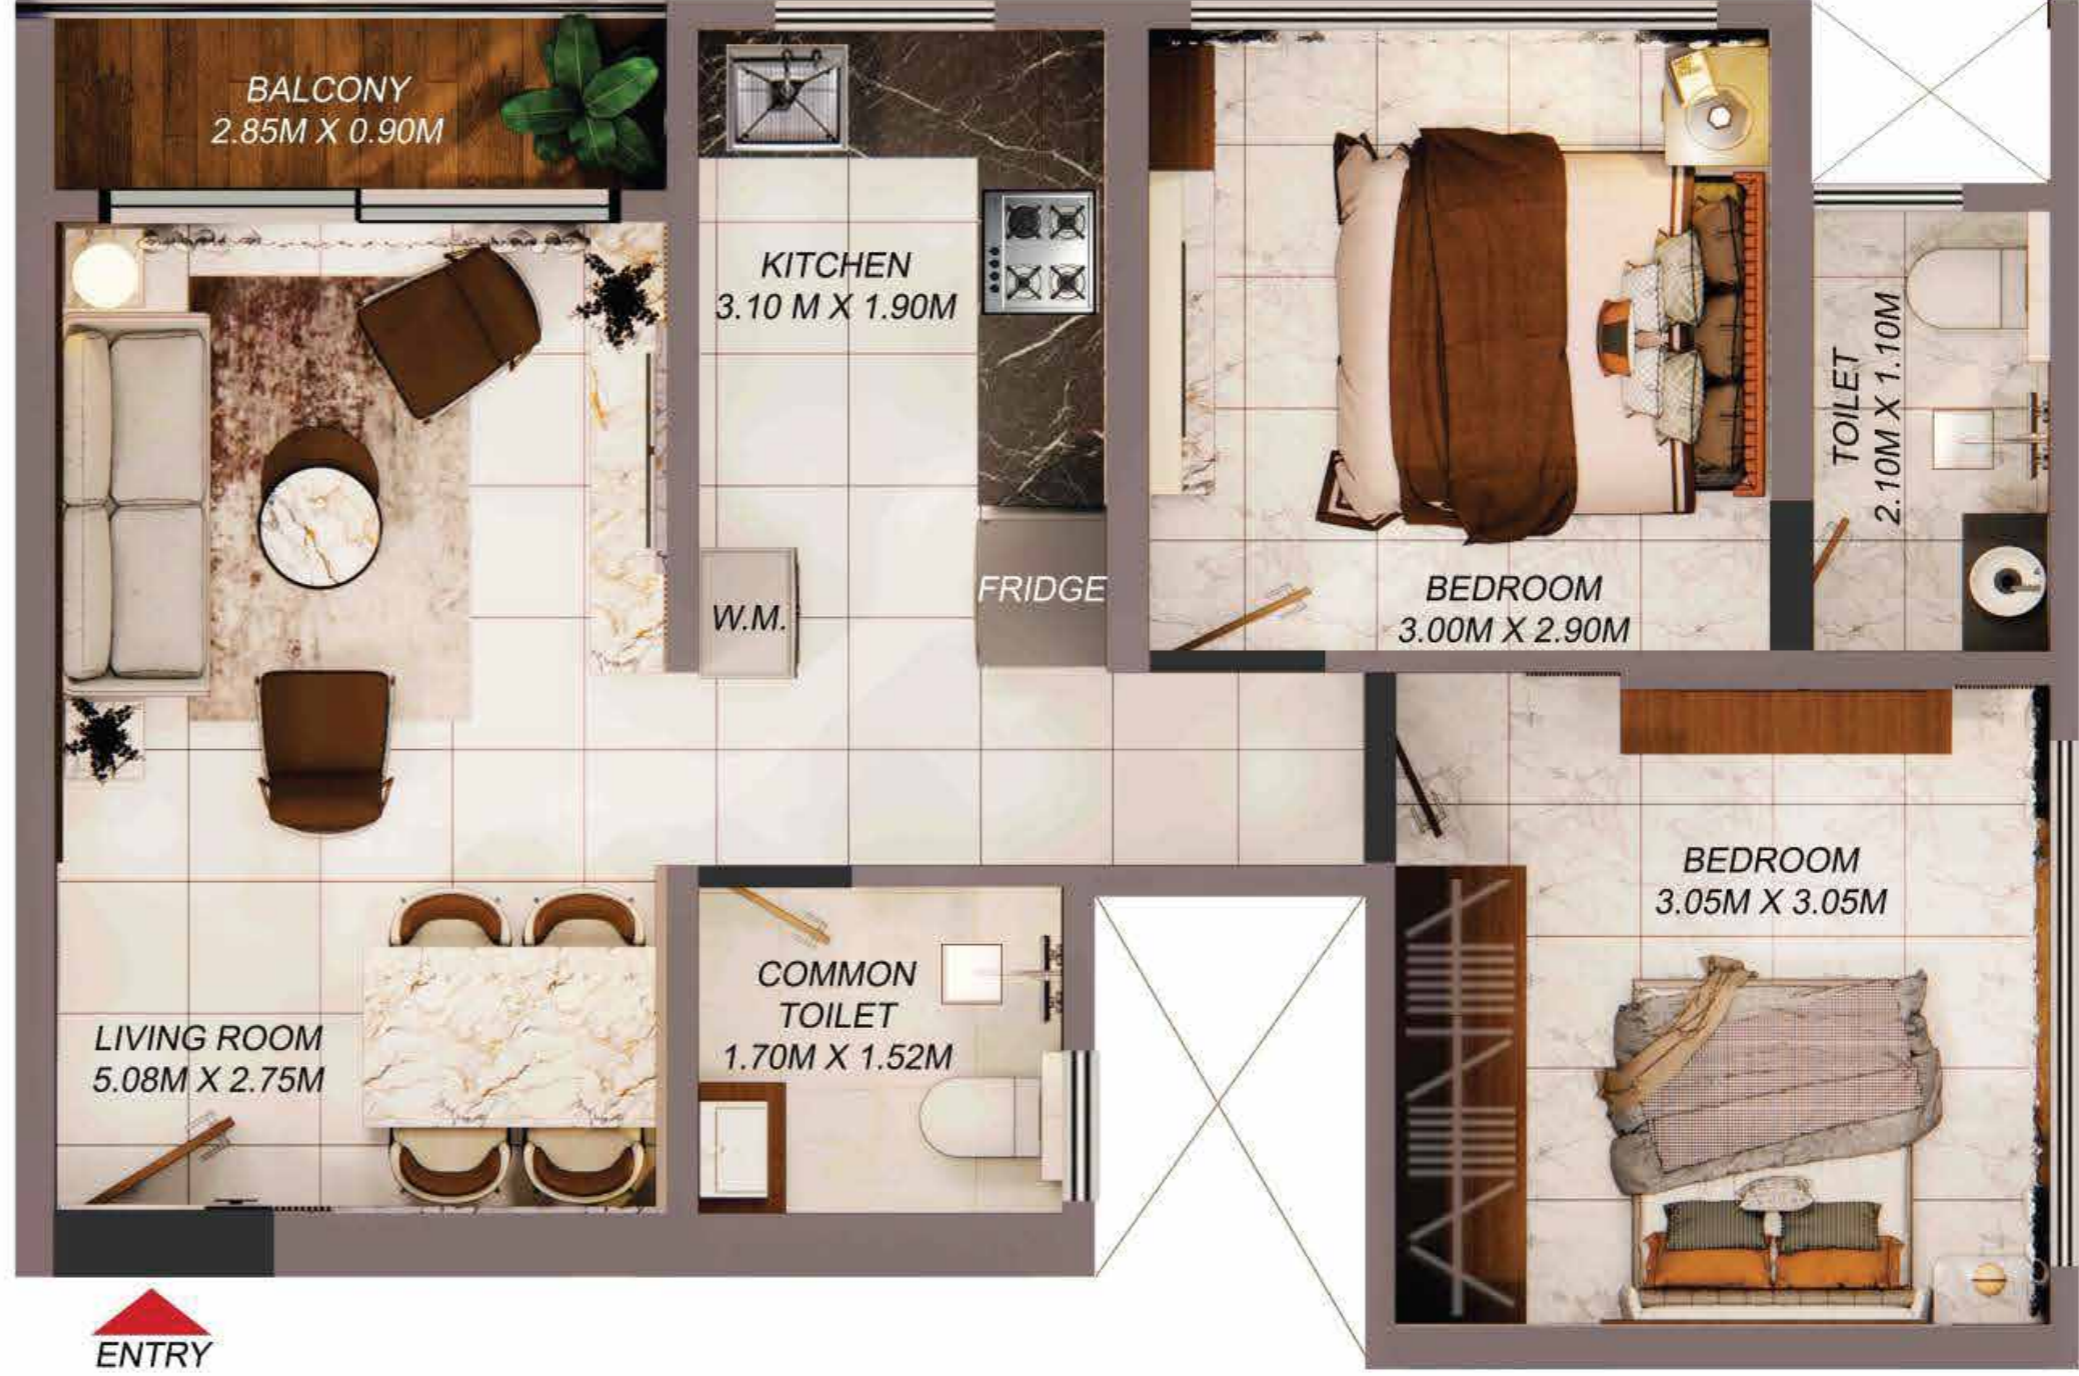 BALCONY
2.85M X 0.90M
KITCHEN
3.10 M X 1.90M
TOILET
2.10M X 1.10M
FRIDGE
W.M.
BEDROOM
3.00M X 2.90M
BEDROOM
3.05M X 3.05M
COMMON
TOILET
1.70M X 1.52M
LIVING ROOM
5.08M X 2.75M
ENTRY